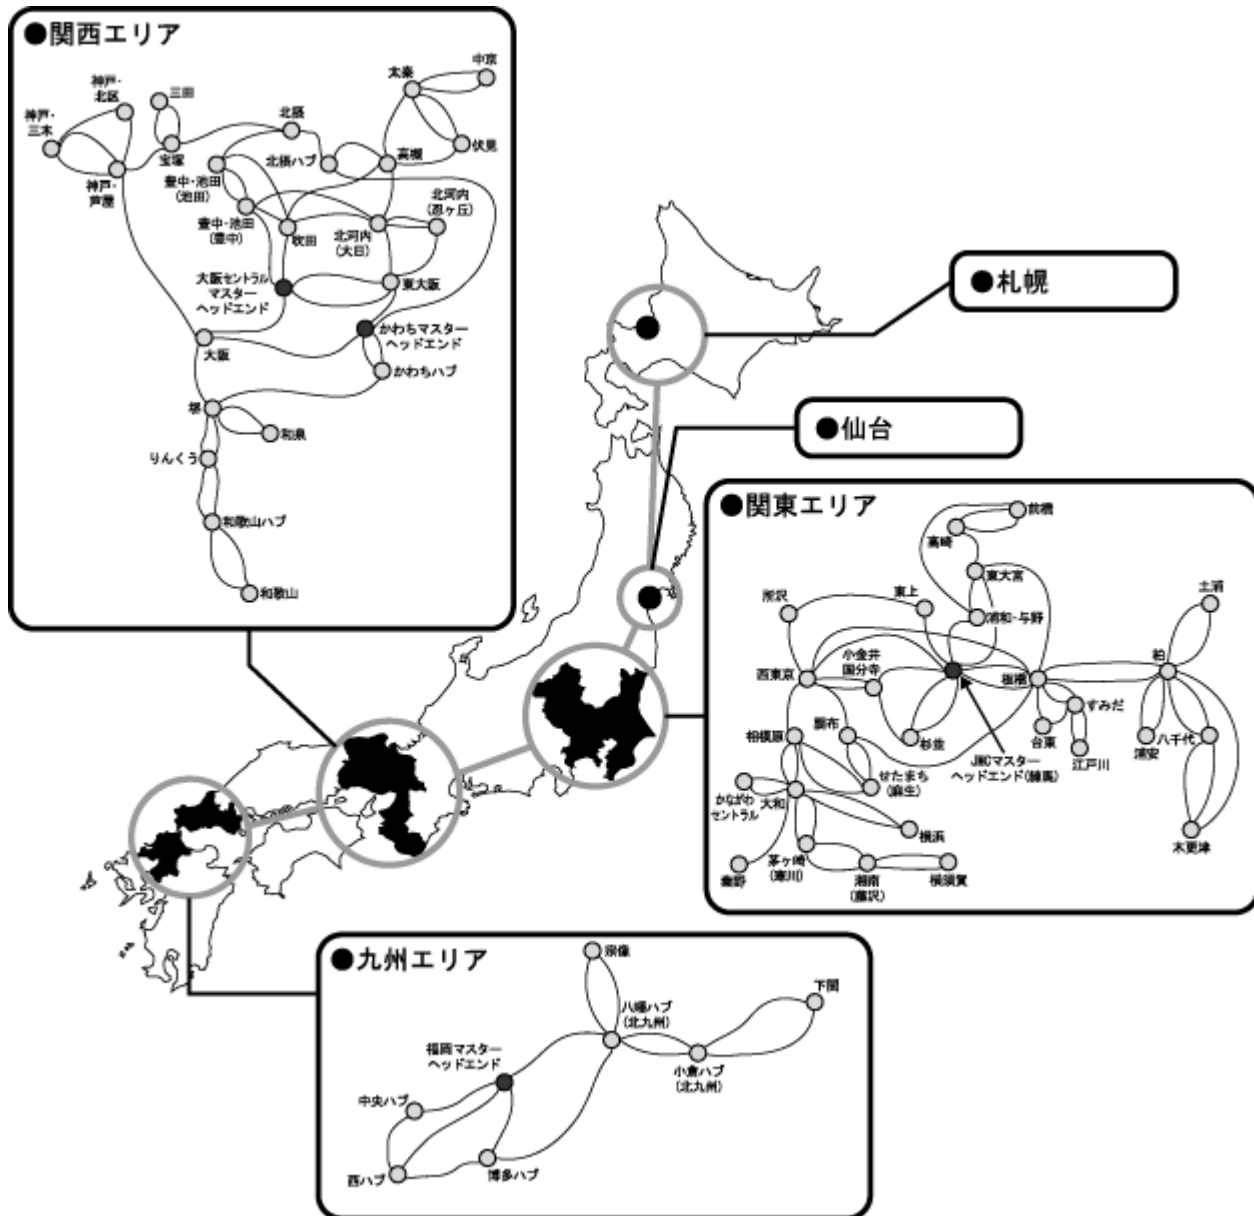 ●関西エリア
中京
太秦
神戸・
北区
三田
神戸・
三木
北摂
伏見
宝塚
北摂ハブ
高槻
神戸・
芦屋
豊中・池田
(池田)
北河内
(忍ヶ丘)
豊中・池田
(豊中)
吹田
北河内
(大日)
大阪セントラル
マスター
ヘッドエンド
東大阪
かわちマスター
ヘッドエンド
大阪
かわちハブ
堺
和泉
りんくう
和歌山ハブ
和歌山
●札幌
●仙台
●関東エリア
前橋
高崎
東大宮
土浦
所沢
東上
浦和・与野
小金井
国分寺
柏
西東京
板橋
すみだ
相模原
調布
杉並
台東
浦安
八千代
JMCマスター
ヘッドエンド(練馬)
江戸川
せたまち
(麻生)
かながわ
セントラル
大和
横浜
木更津
茅ヶ崎
(寒川)
秦野
湘南
(藤沢)
横須賀
●九州エリア
宗像
下関
八幡ハブ
(北九州)
福岡マスター
ヘッドエンド
小倉ハブ
(北九州)
中央ハブ
西ハブ
博多ハブ